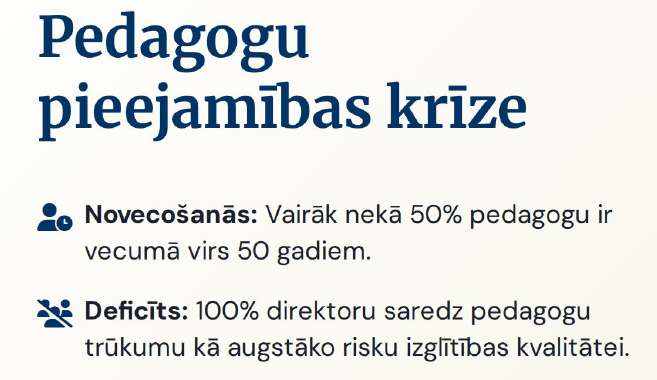 Pedagogu
pieejamības krīze
Novecošanās: Vairāk nekā 50% pedagogu ir
vecumā virs 50 gadiem.
Deficīts: 100% direktoru saredz pedagogu
trūkumu kā augstāko risku izglītības kvalitātei.